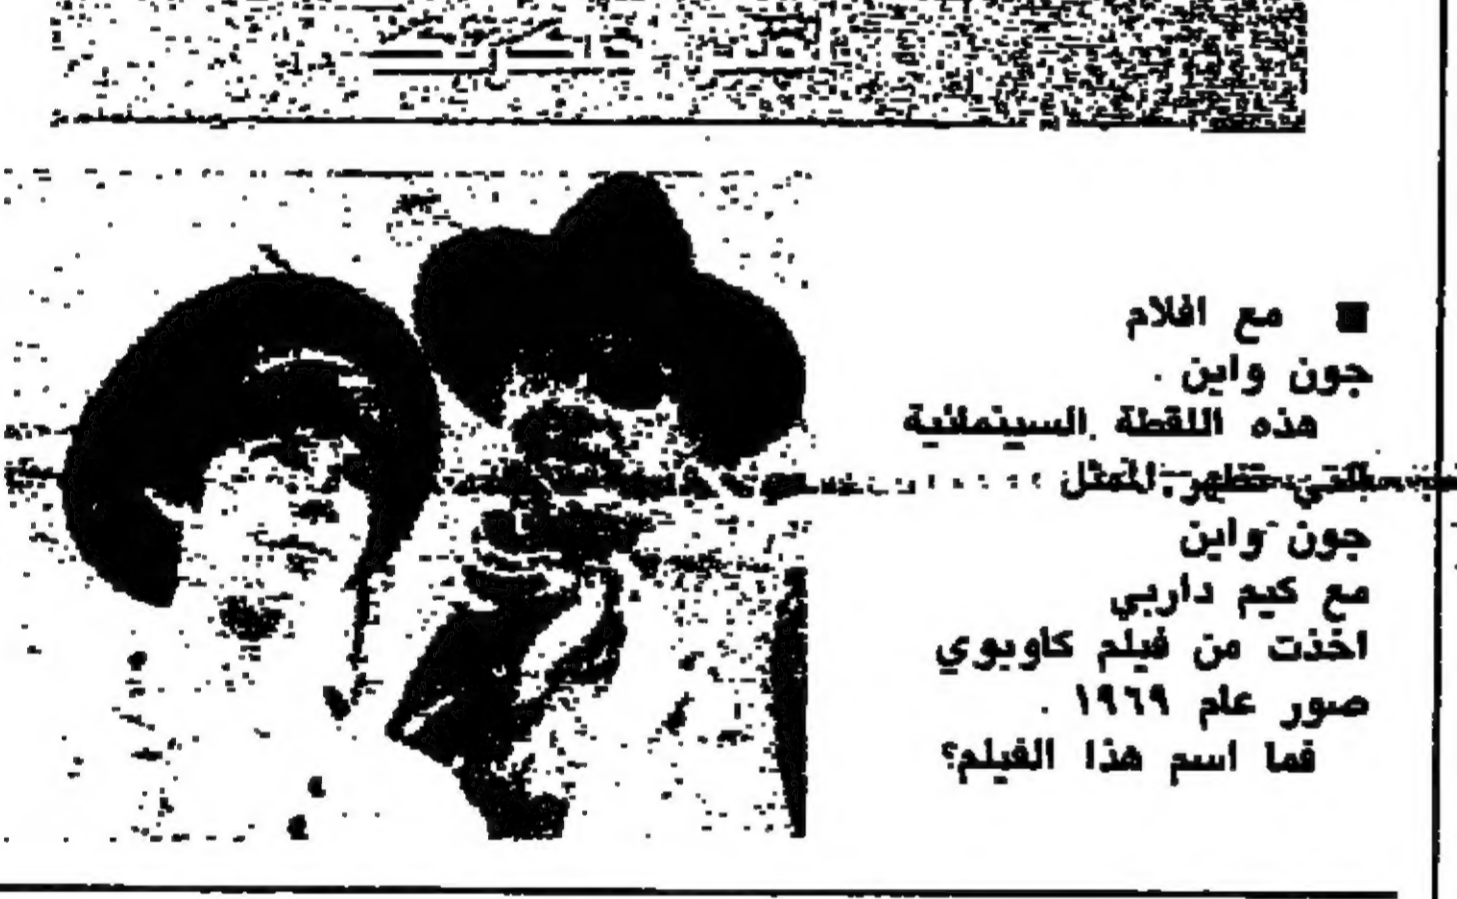 ■ مع افلام
جون واين .
هذه اللقطة السينمائية
التي تظهر الممثل
جون واين
مع كيم داربي
اخذت من فيلم كاوبوي
صور عام ١٩٦٩ .
فما اسم هذا الفيلم؟